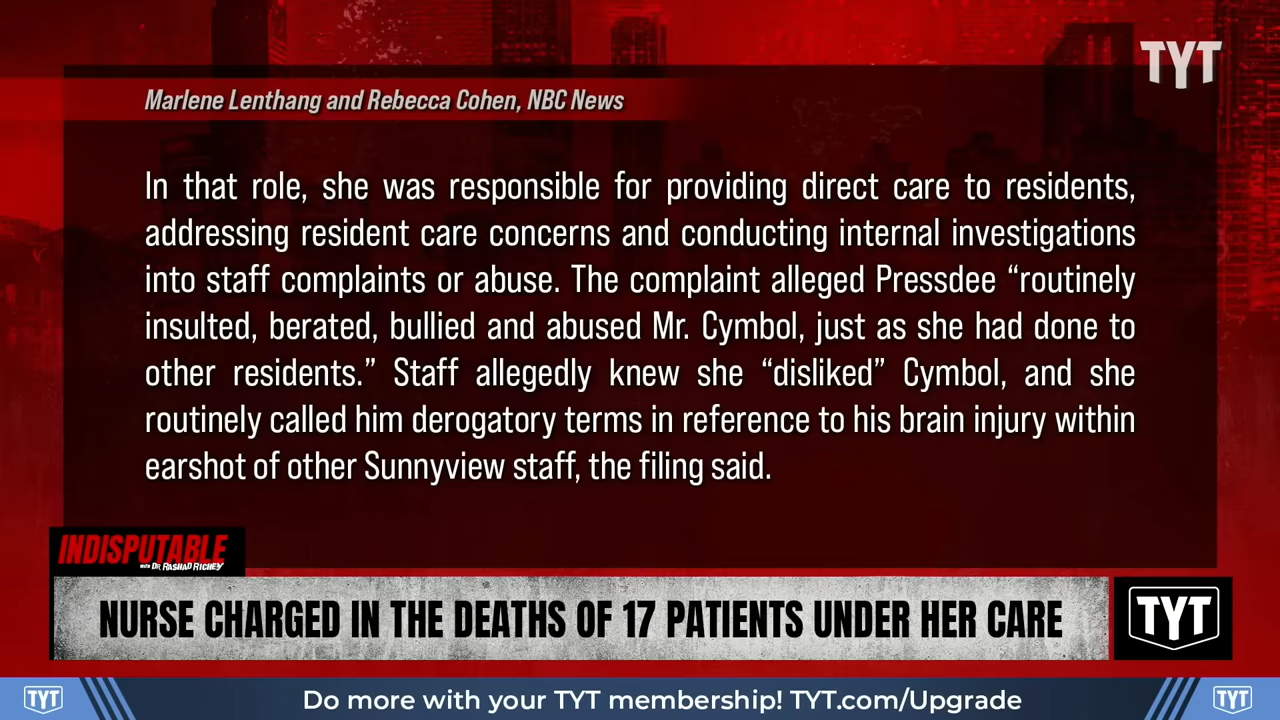 TYT
Marlene Lenthang and Rebecca Cohen, NBC News
In that role, she was responsible for providing direct care to residents,
addressing resident care concerns and conducting internal investigations
into staff complaints or abuse. The complaint alleged Pressdee “routinely
insulted, berated, bullied and abused Mr. Cymbol, just as she had done to
other residents.” Staff allegedly knew she “disliked” Cymbol, and she
routinely called him derogatory terms in reference to his brain injury within
earshot of other Sunnyview staff, the filing said.
INDISPUTABLE
WITH DR. RASHAD RICHEY
NURSE CHARGED IN THE DEATHS OF 17 PATIENTS UNDER HER CARE
TYT
TYT
Do more with your TYT membership! TYT.com/Upgrade
TYT